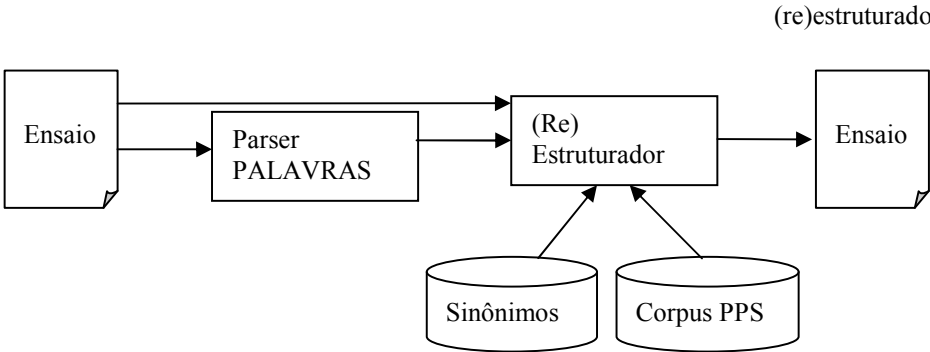 (re)estruturado
Ensaio
Parser
PALAVRAS
(Re)
Estruturador
Ensaio
Sinônimos
Corpus PPS